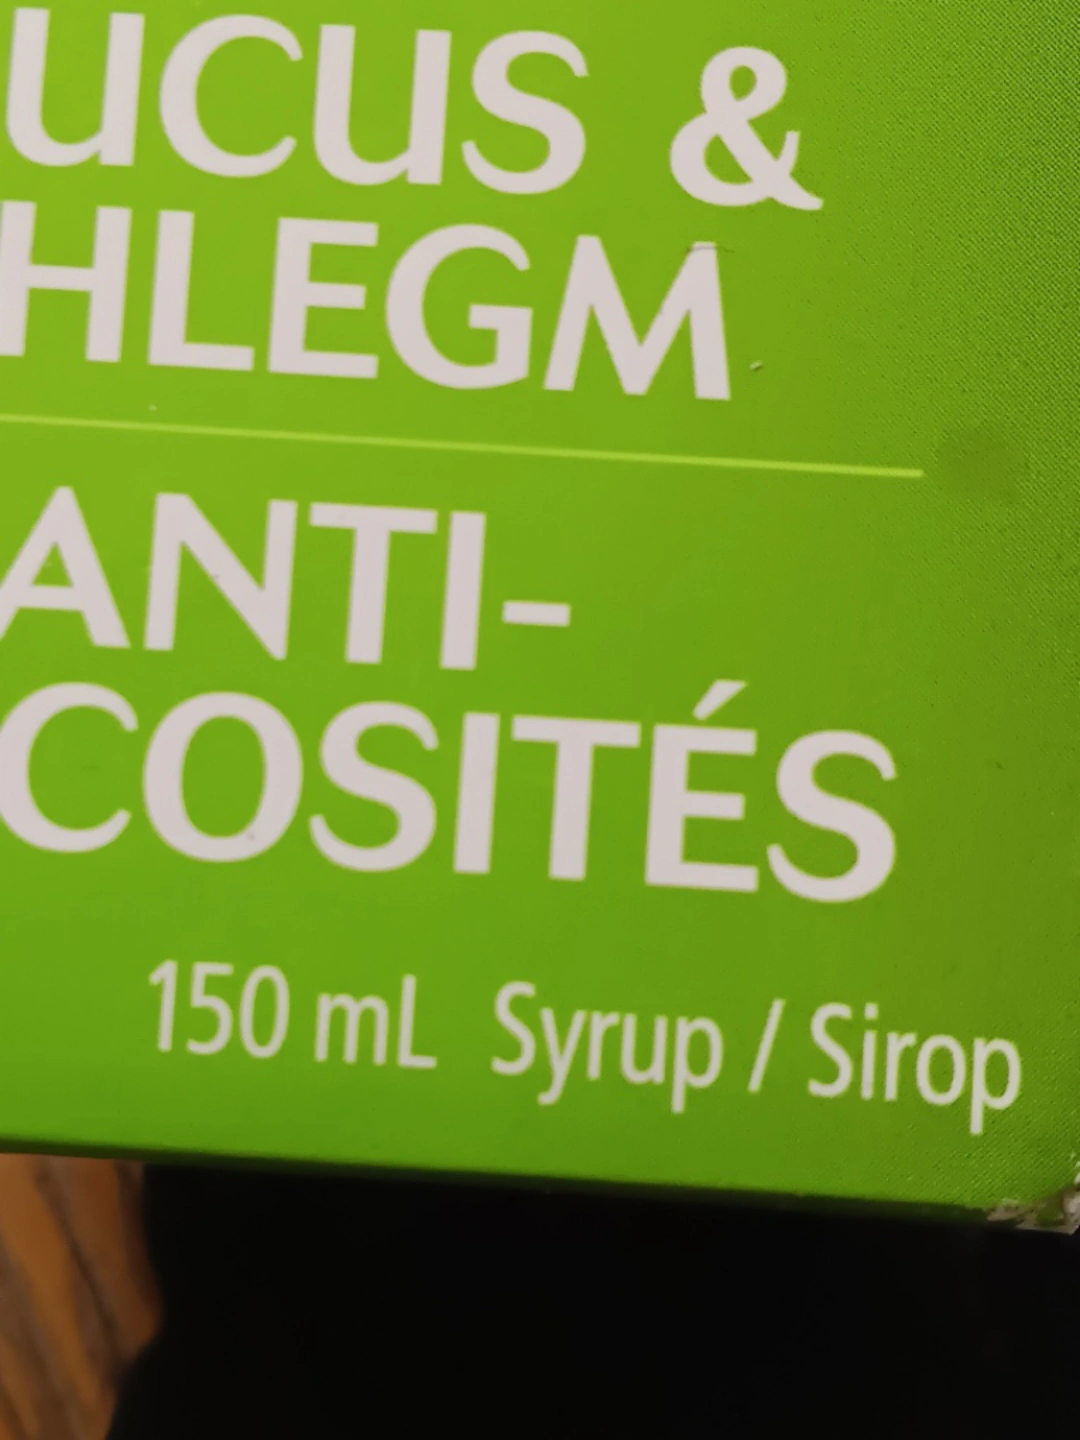 UCUS &
HLEGM
ANTI-
COSITÉS
150 mL Syrup / Sirop